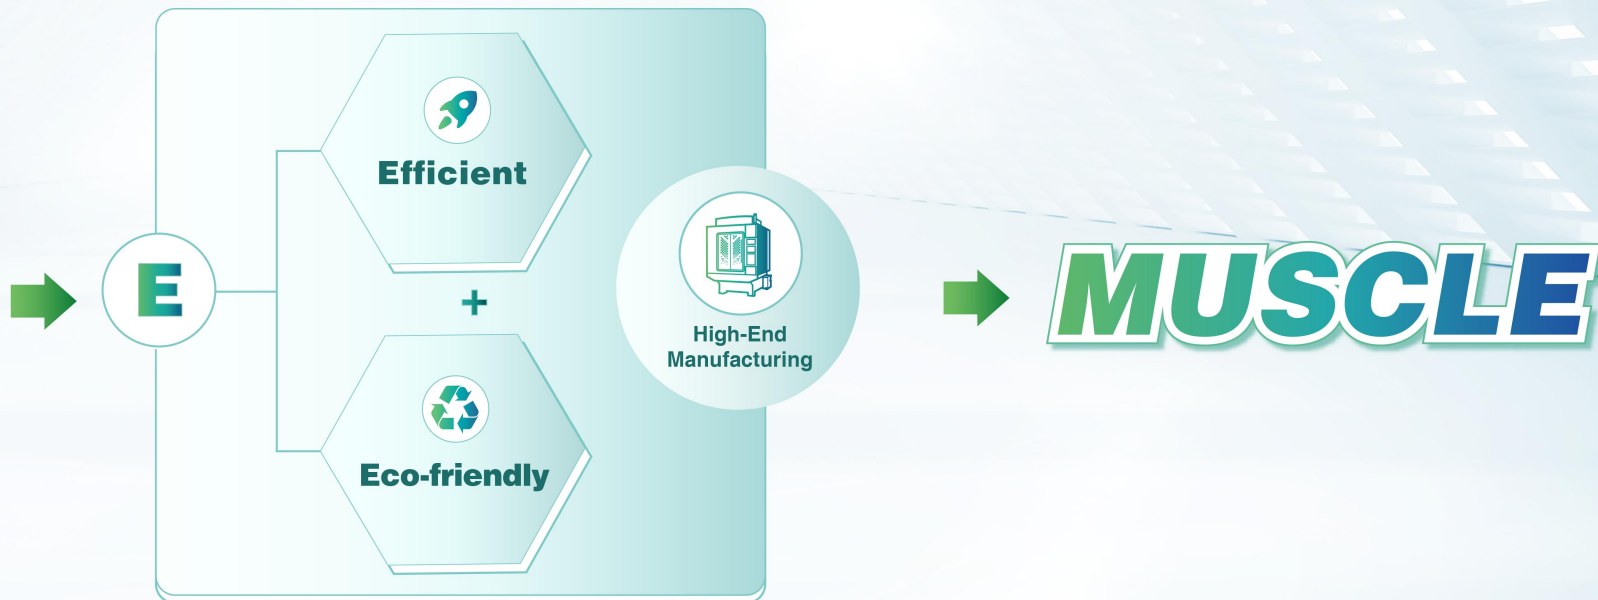 E
Efficient
+
Eco-friendly
High-End
Manufacturing
MUSCLE